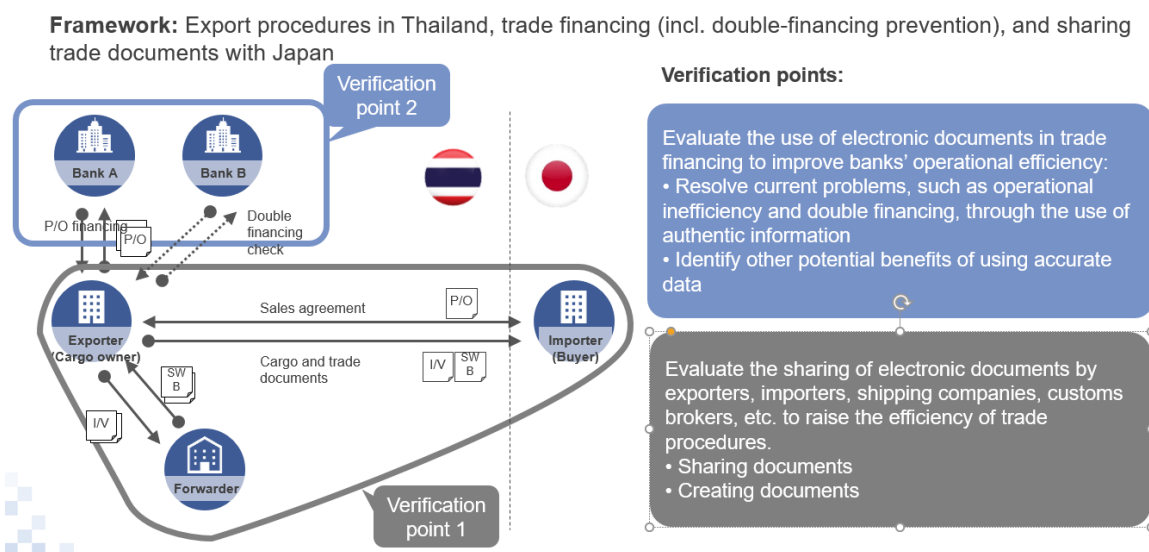 Framework: Export procedures in Thailand, trade financing (incl. double-financing prevention), and sharing
trade documents with Japan
Verification
point 2
Bank A
Bank B
P/O financing
P/O
Double
financing
check
Exporter
(Cargo owner)
Sales agreement
P/O
Importer
(Buyer)
Cargo and trade
documents
I/V
SW
B
SW
B
I/V
Forwarder
Verification
point 1
Verification points:
Evaluate the use of electronic documents in trade
financing to improve banks’ operational efficiency:
• Resolve current problems, such as operational
inefficiency and double financing, through the use of
authentic information
• Identify other potential benefits of using accurate
data
Evaluate the sharing of electronic documents by
exporters, importers, shipping companies, customs
brokers, etc. to raise the efficiency of trade
procedures.
• Sharing documents
• Creating documents